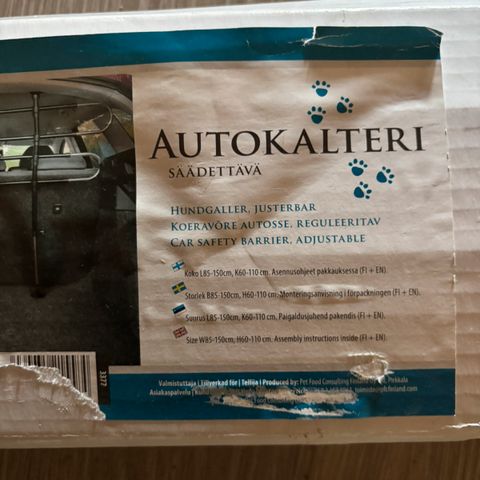 AUTOKALTERI
SÄÄDETTÄVÄ
HUNDGALLER, JUSTERBAR
KOERAVÕRE AUTOSSE, REGULEERITAV
CAR SAFETY BARRIER, ADJUSTABLE
Koko L85-150cm, K60-110 cm. Asennusohjeet pakkauksessa (FI + EN).
Storlek B85-150cm, H60-110 cm. Monteringsanvisning i förpackningen (FI + EN).
Suurus L85-150cm, K60-110 cm. Paigaldusjuhend pakendis (FI + EN).
Size W85-150cm, H60-110 cm. Assembly instructions inside (FI + EN).
Valmistuttaja | Tillverkad för | Tellija | Produced by: Pet Food Consulting Pirkkala
Asiakaspalvelu
3377